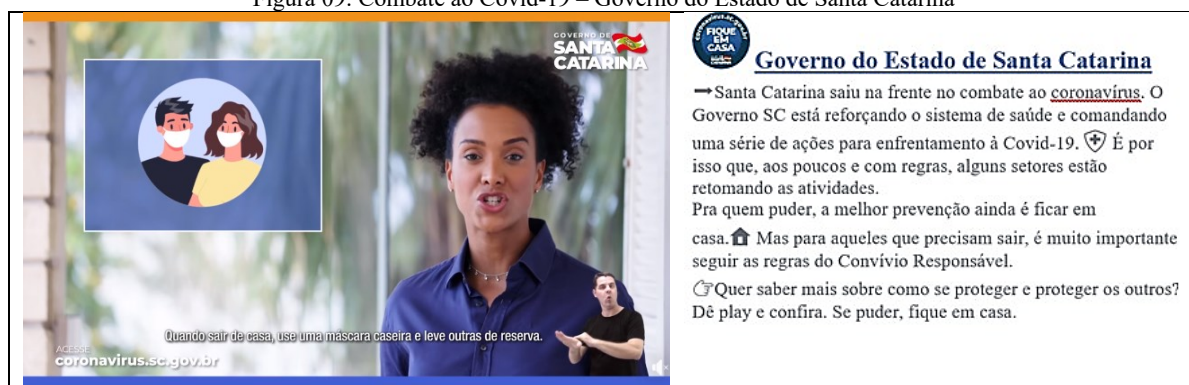 Figura 09: Combate ao Covid-19 – Governo do Estado de Santa Catarina
GOVERNO DE
SANTA
CATARINA
Quando sair de casa, use uma máscara caseira e leve outras de reserva.
ACESSE
coronavirus.sc.gov.br
coronavirus.sc.gov.br
FIQUE
EM
CASA
Governo do Estado de Santa Catarina
➞Santa Catarina saiu na frente no combate ao coronavírus. O
Governo SC está reforçando o sistema de saúde e comandando
uma série de ações para enfrentamento à Covid-19. É por
isso que, aos poucos e com regras, alguns setores estão
retomando as atividades.
Pra quem puder, a melhor prevenção ainda é ficar em
casa. Mas para aqueles que precisam sair, é muito importante
seguir as regras do Convívio Responsável.
Quer saber mais sobre como se proteger e proteger os outros?
Dê play e confira. Se puder, fique em casa.